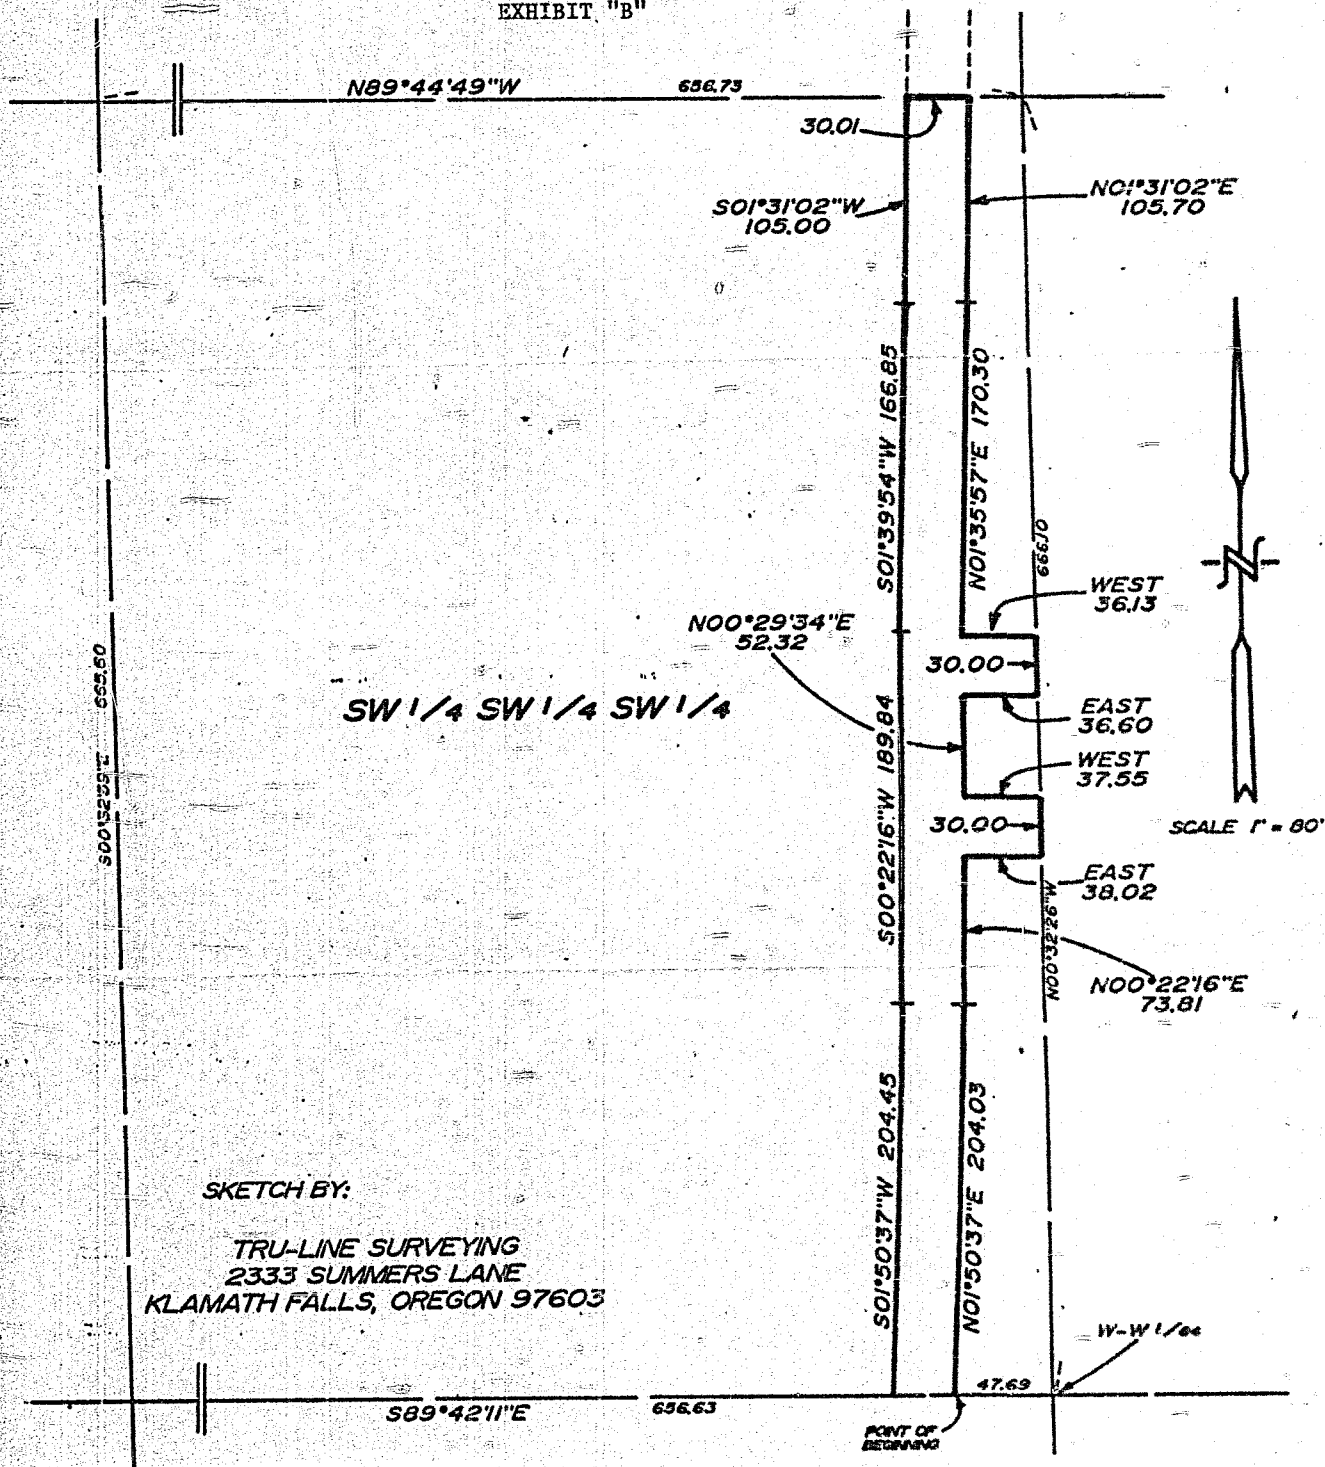 EXHIBIT "B"
N89°44'49"W 656.73
30.01
S01°31'02"W
105.00
N01°31'02"E
105.70
S01°39'54"W 166.85
N01°35'57"E 170.30
666.10
WEST
36.13
N00°29'34"E
52.32
30.00
S00°52'59"E 665.60
SW 1/4 SW 1/4 SW 1/4
EAST
36.60
WEST
37.55
S00°22'16"W 189.84
30.00
SCALE 1" = 80'
EAST
38.02
N00°32'26"W
N00°22'16"E
73.81
S01°50'37"W 204.45
N01°50'37"E 204.03
SKETCH BY:
TRU-LINE SURVEYING
2333 SUMMERS LANE
KLAMATH FALLS, OREGON 97603
W-W 1/64
47.69
S89°42'11"E 656.63
POINT OF
BEGINNING